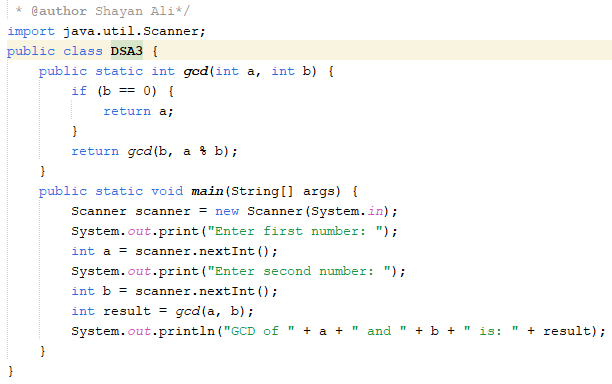 * @author Shayan Ali*/
import java.util.Scanner;
public class DSA3 {
    public static int gcd(int a, int b) {
        if (b == 0) {
            return a;
        }
        return gcd(b, a % b);
    }
    public static void main(String[] args) {
        Scanner scanner = new Scanner(System.in);
        System.out.print("Enter first number: ");
        int a = scanner.nextInt();
        System.out.print("Enter second number: ");
        int b = scanner.nextInt();
        int result = gcd(a, b);
        System.out.println("GCD of " + a + " and " + b + " is: " + result);
    }
}